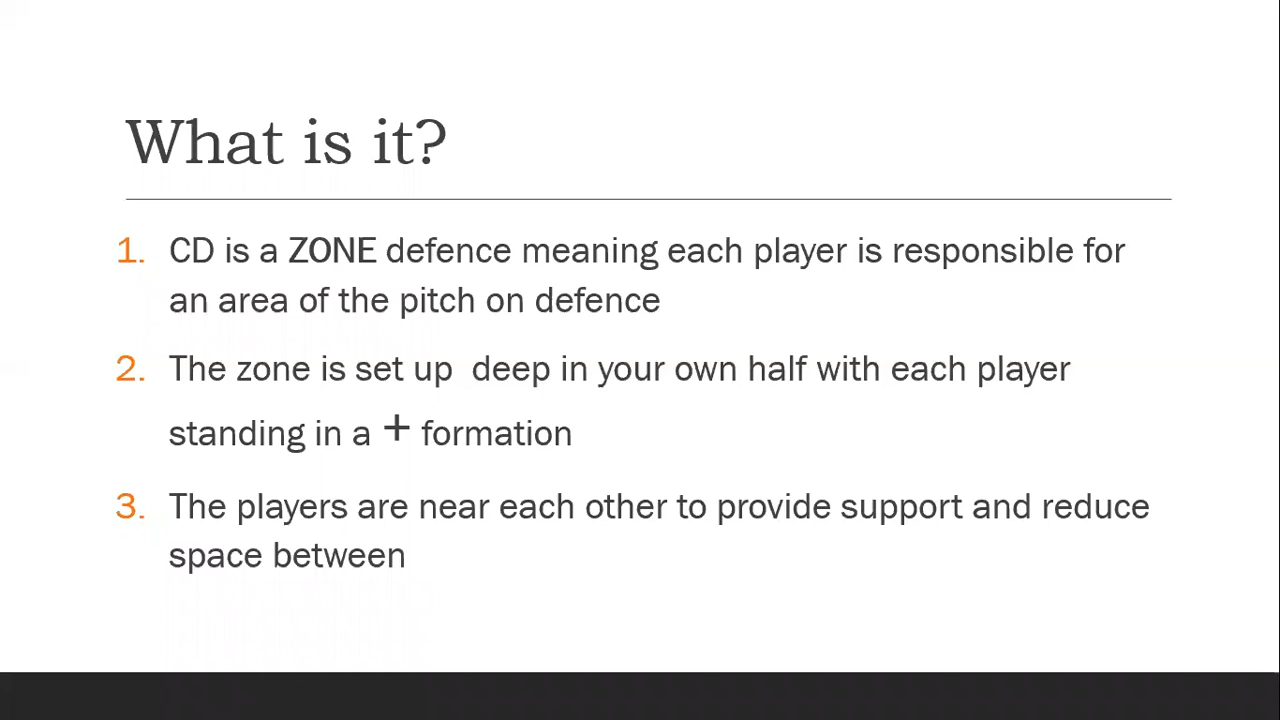 What is it?
1. CD is a ZONE defence meaning each player is responsible for
an area of the pitch on defence
2. The zone is set up  deep in your own half with each player
standing in a + formation
3. The players are near each other to provide support and reduce
space between